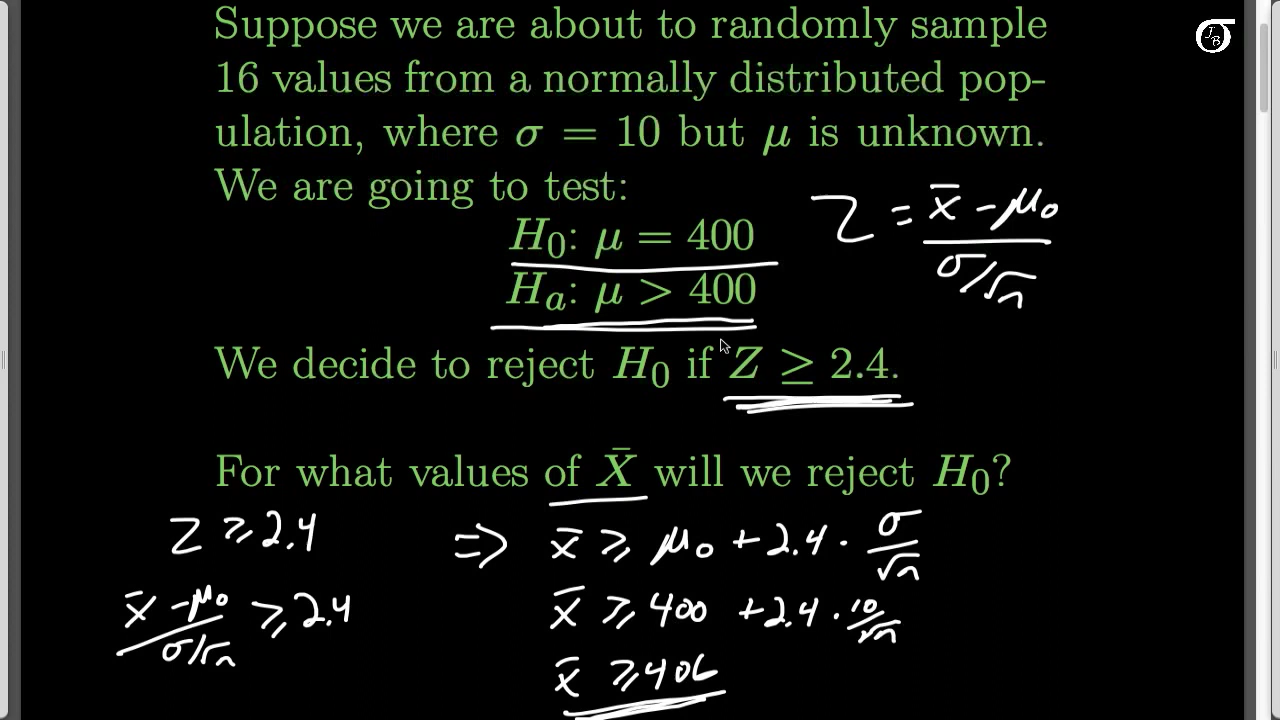 Suppose we are about to randomly sample
16 values from a normally distributed pop-
ulation, where σ = 10 but μ is unknown.
We are going to test:
H₀: μ = 400
Hₐ: μ > 400
Z = (x̄ - μ₀) / (σ/√n)
We decide to reject H₀ if Z ≥ 2.4.
For what values of X̄ will we reject H₀?
Z ≥ 2.4
(x̄ - μ₀) / (σ/√n) ≥ 2.4
⇒ x̄ ≥ μ₀ + 2.4 · σ/√n
x̄ ≥ 400 + 2.4 · 10/√n
x̄ ≥ 406
σ
JB